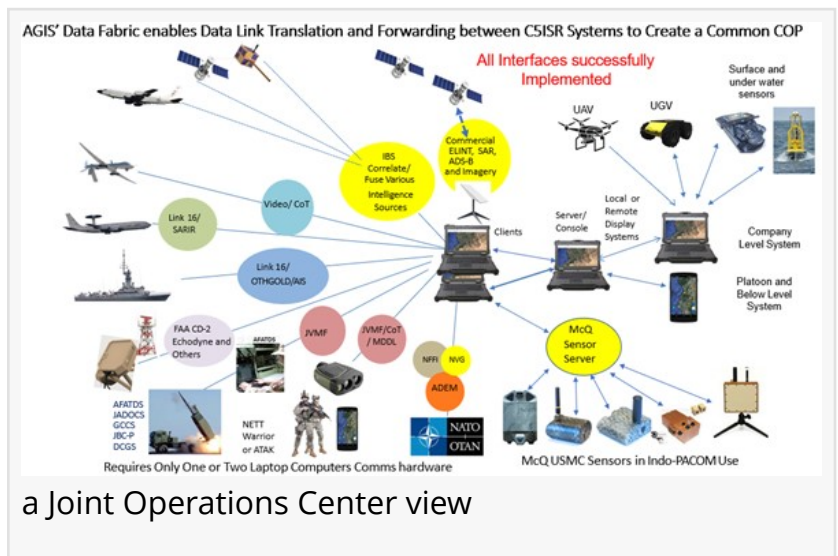 AGIS' Data Fabric enables Data Link Translation and Forwarding between C5ISR Systems to Create a Common COP
All Interfaces successfully
Implemented
Surface and
under water
sensors
UAV
UGV
Commercial
ELINT, SAR,
ADS-B
and Imagery
IBS
Correlate/
Fuse Various
Intelligence
Sources
Video/ CoT
Link 16/
SARIR
Clients
Server/
Console
Local or
Remote
Display
Systems
Company
Level System
Link 16/
OTHGOLD/AIS
Platoon and
Below Level
System
FAA CD-2
Echodyne and
Others
AFATDS
JVMF
JVMF/CoT
/ MDDL
NFFI
NVG
ADEM
McQ
Sensor
Server
AFATDS
JADOCS
GCCS
JBC-P
DCGS
NETT
Warrior
or ATAK
NATO
OTAN
Requires Only One or Two Laptop Computers Comms hardware
McQ USMC Sensors in Indo-PACOM Use
a Joint Operations Center view